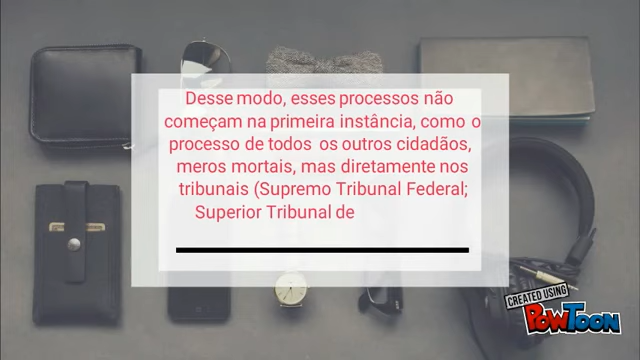 Desse modo, esses processos não
começam na primeira instância, como o
processo de todos os outros cidadãos,
meros mortais, mas diretamente nos
tribunais (Supremo Tribunal Federal;
Superior Tribunal de
CREATED USING
POWTOON